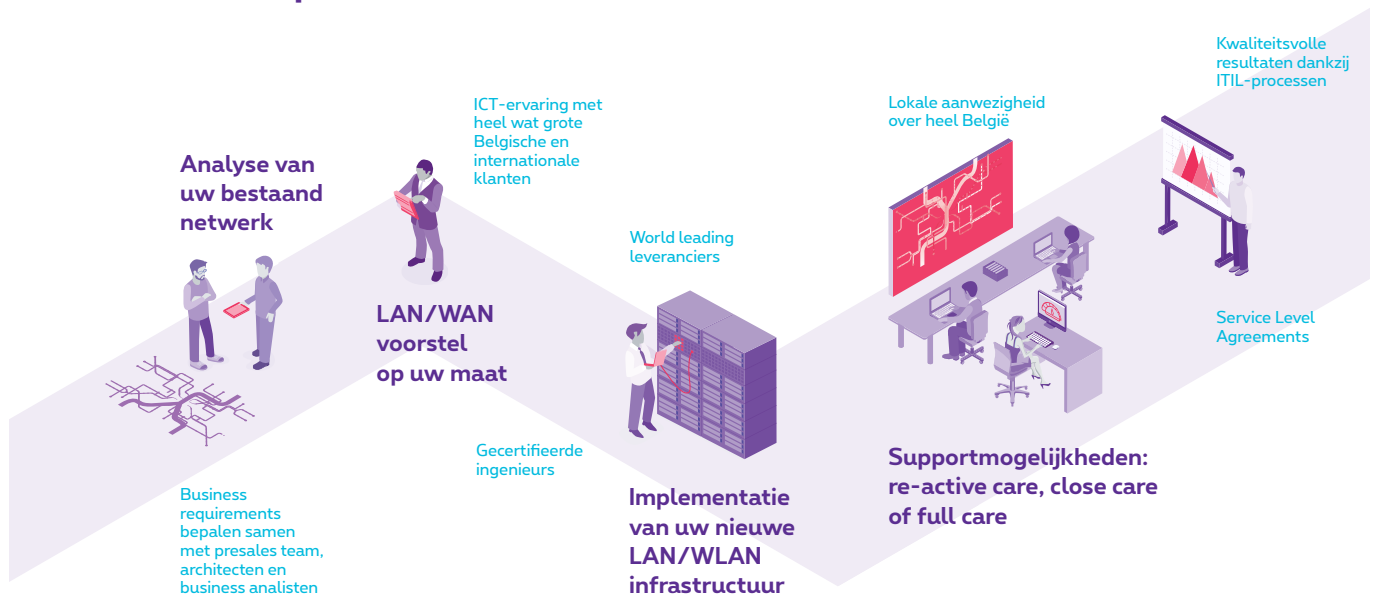 Analyse van
uw bestaand
netwerk
Business
requirements
bepalen samen
met presales team,
architecten en
business analisten
ICT-ervaring met
heel wat grote
Belgische en
internationale
klanten
LAN/WAN
voorstel
op uw maat
Gecertifieerde
ingenieurs
World leading
leveranciers
Implementatie
van uw nieuwe
LAN/WLAN
infrastructuur
Lokale aanwezigheid
over heel België
Supportmogelijkheden:
re-active care, close care
of full care
Kwaliteitsvolle
resultaten dankzij
ITIL-processen
Service Level
Agreements